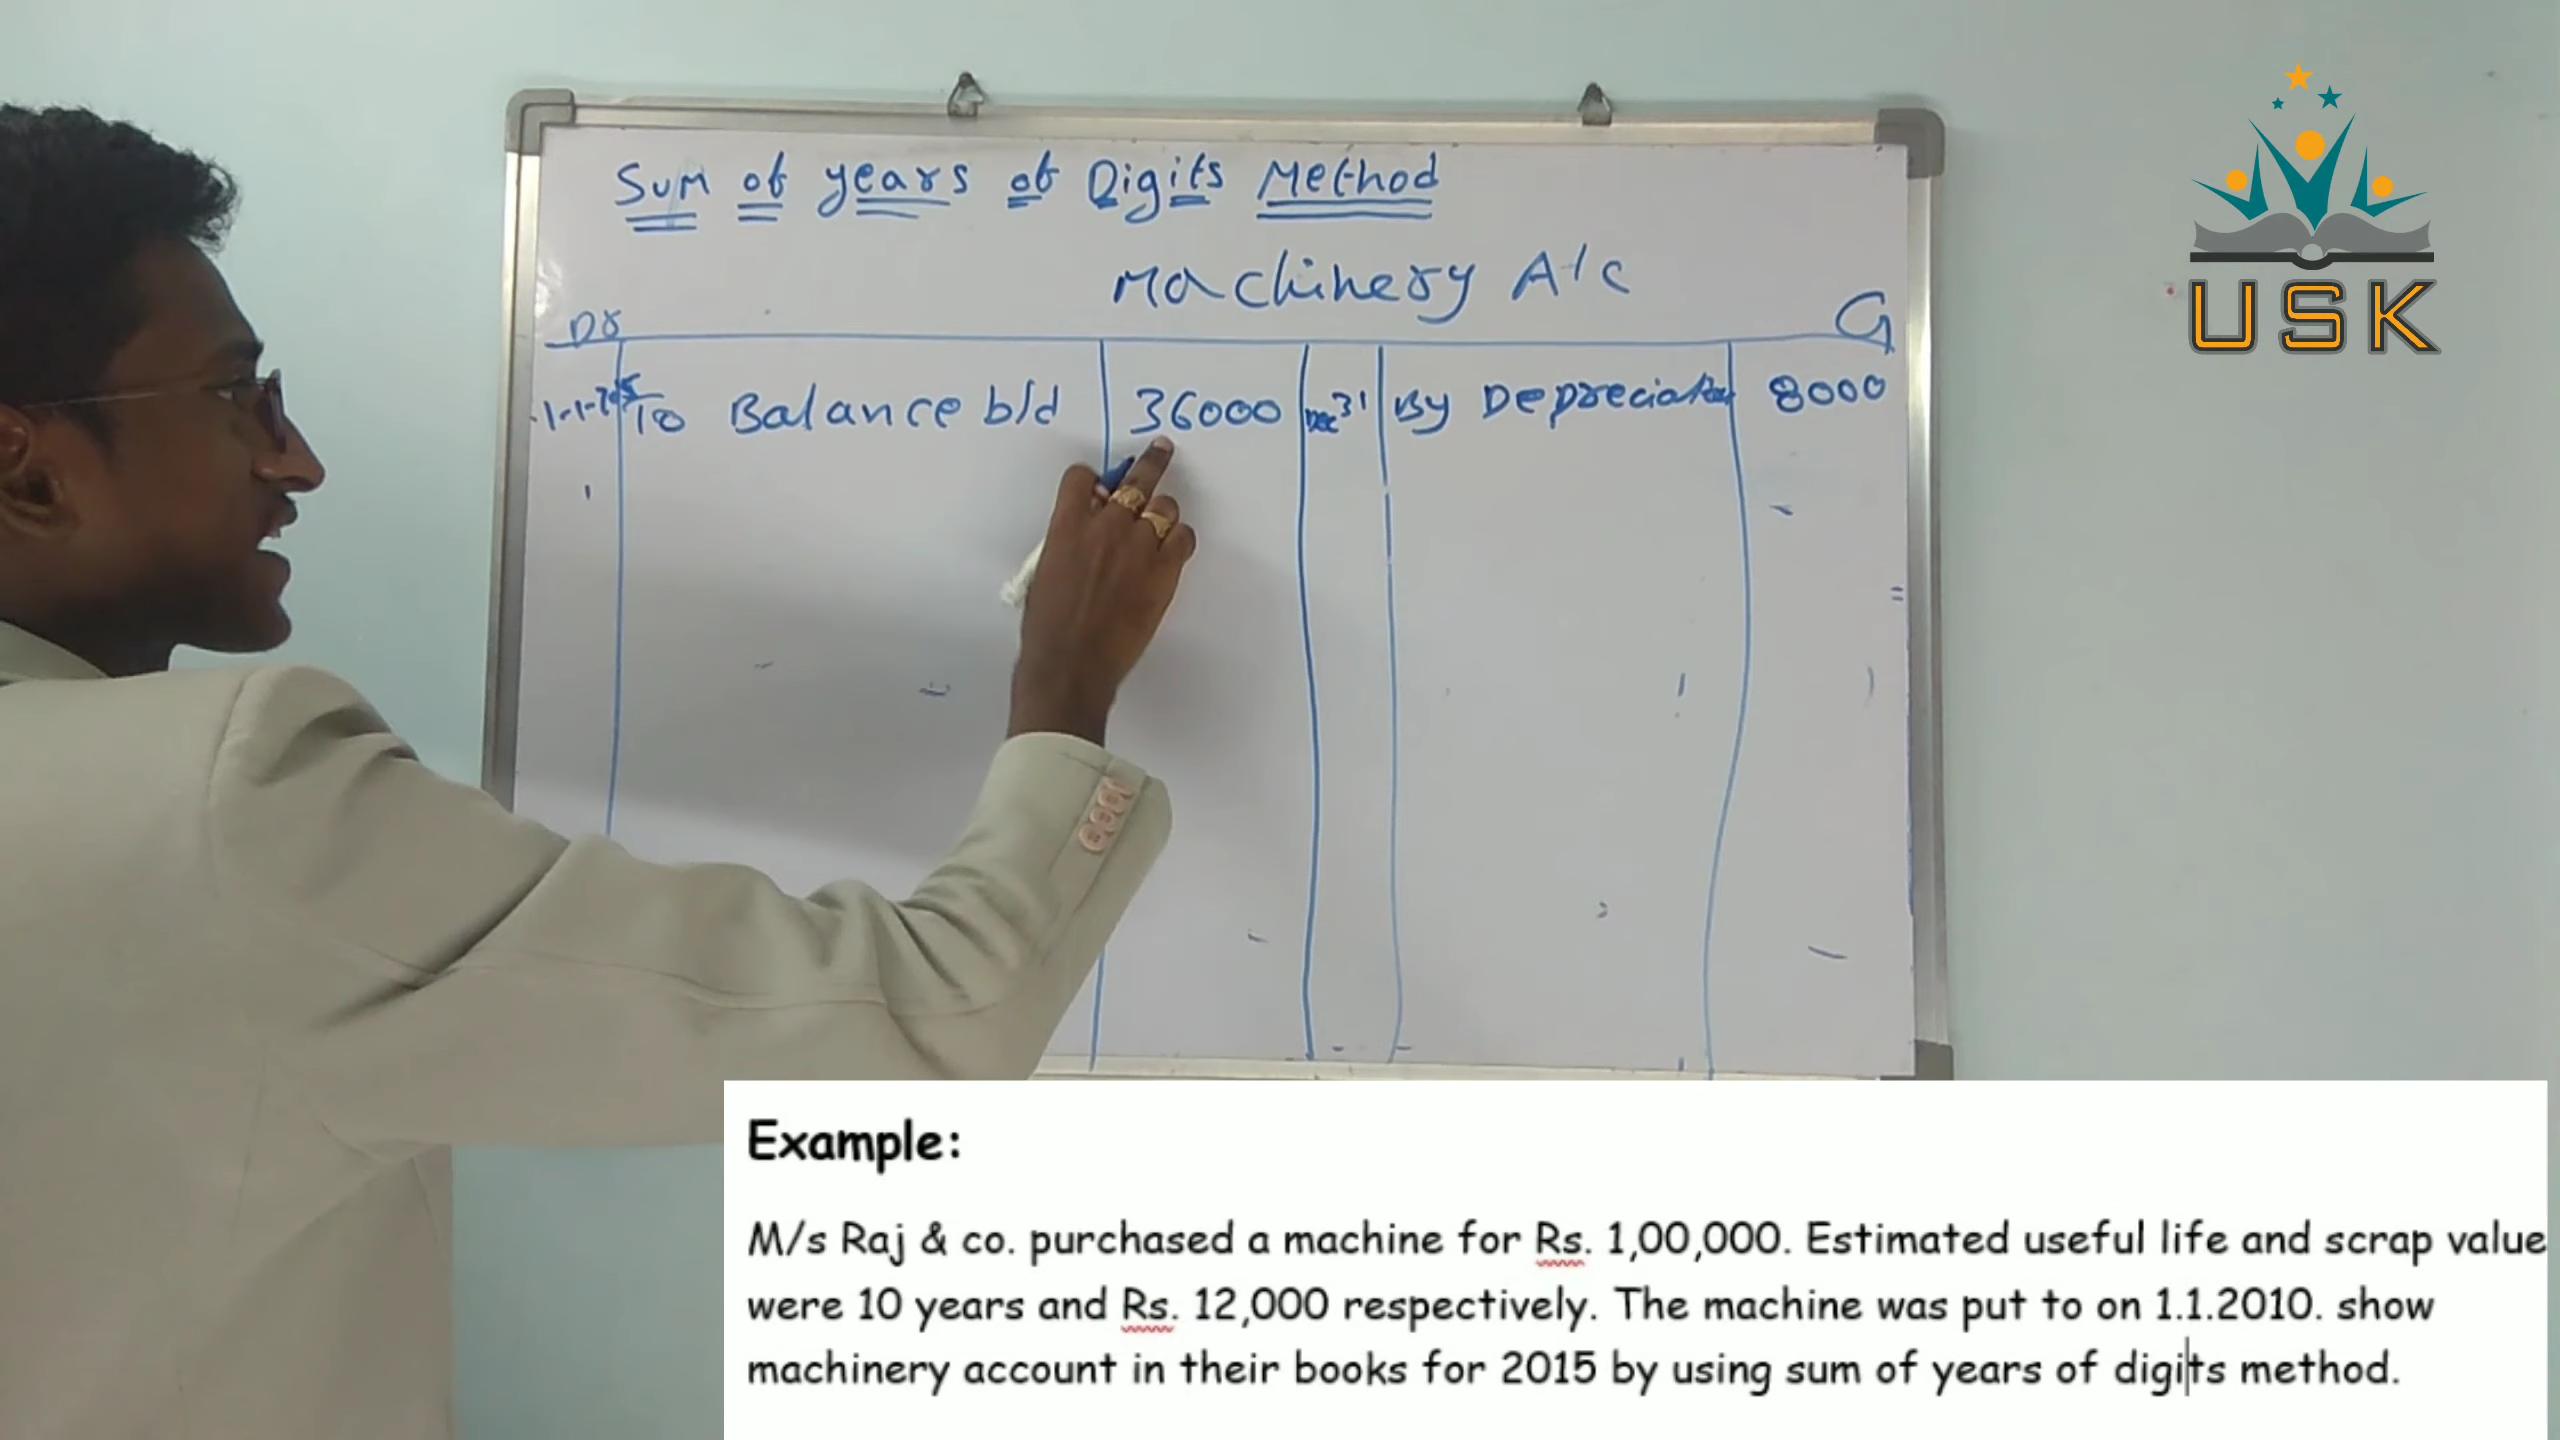 Sum of years of Digits Method
Machinery A/c
Dr
Cr
1-1-2015 To Balance b/d 36000 Dec 31 By Depreciation 8000
USK
Example:
M/s Raj & co. purchased a machine for Rs. 1,00,000. Estimated useful life and scrap value
were 10 years and Rs. 12,000 respectively. The machine was put to on 1.1.2010. show
machinery account in their books for 2015 by using sum of years of digits method.